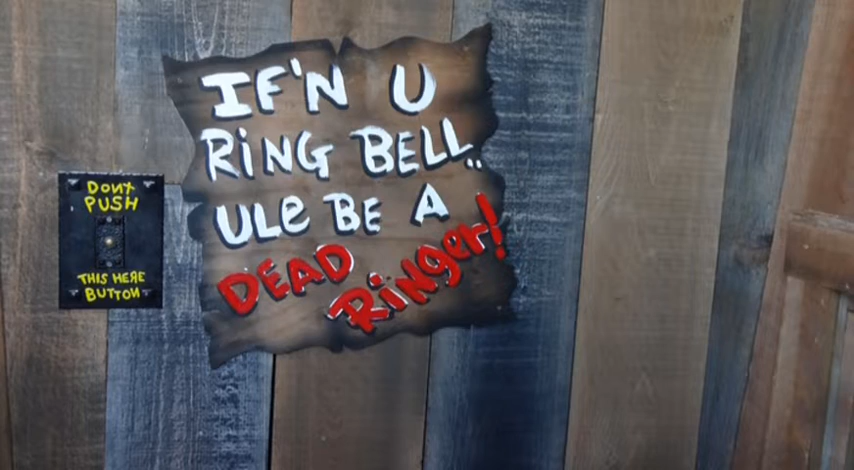 IF'N U
RiNG BELL..
ULe BE A
DEAD
RiNger!
DONT
PUSH
THIS HERE
BUTTON